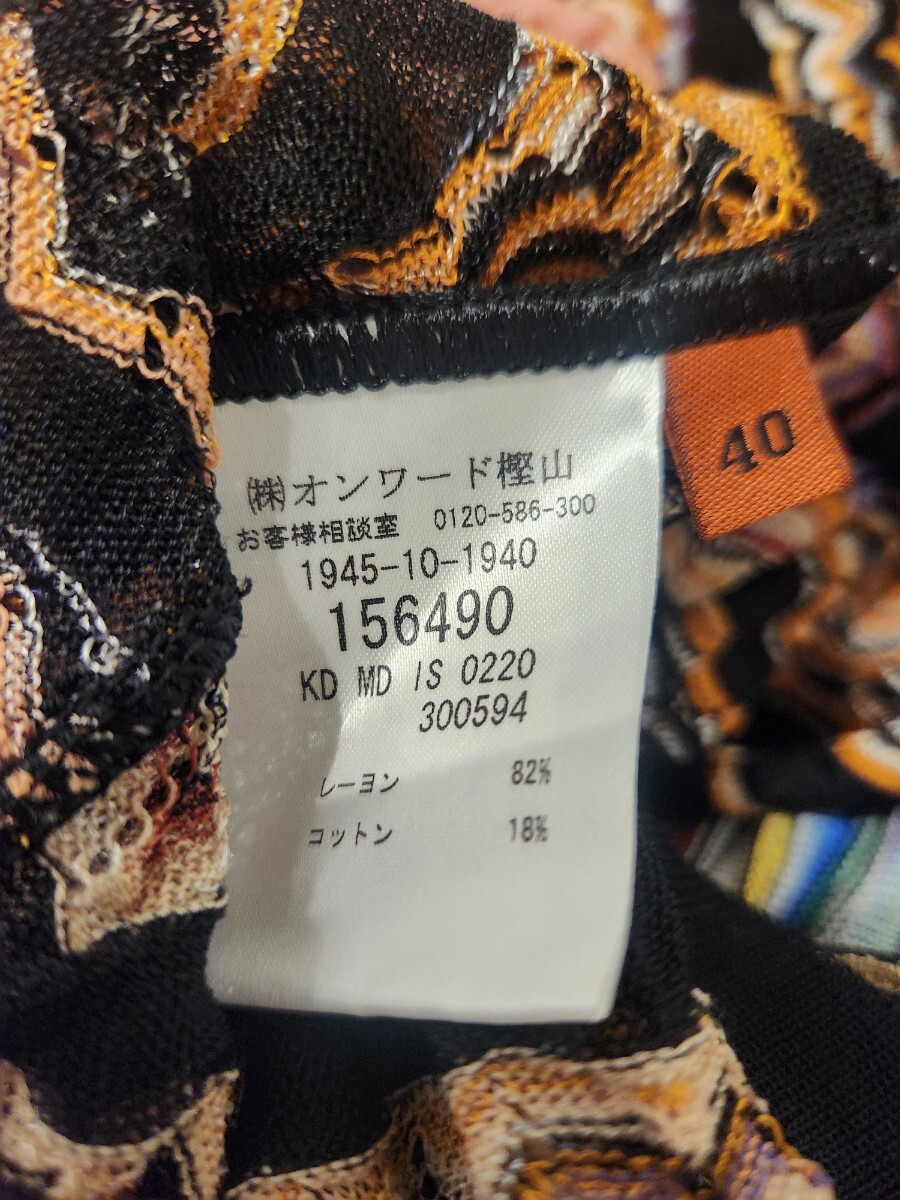 40
㈱オンワード樫山
お客様相談室 0120-586-300
1945-10-1940
156490
KD MD IS 0220
300594
レーヨン 82%
コットン 18%